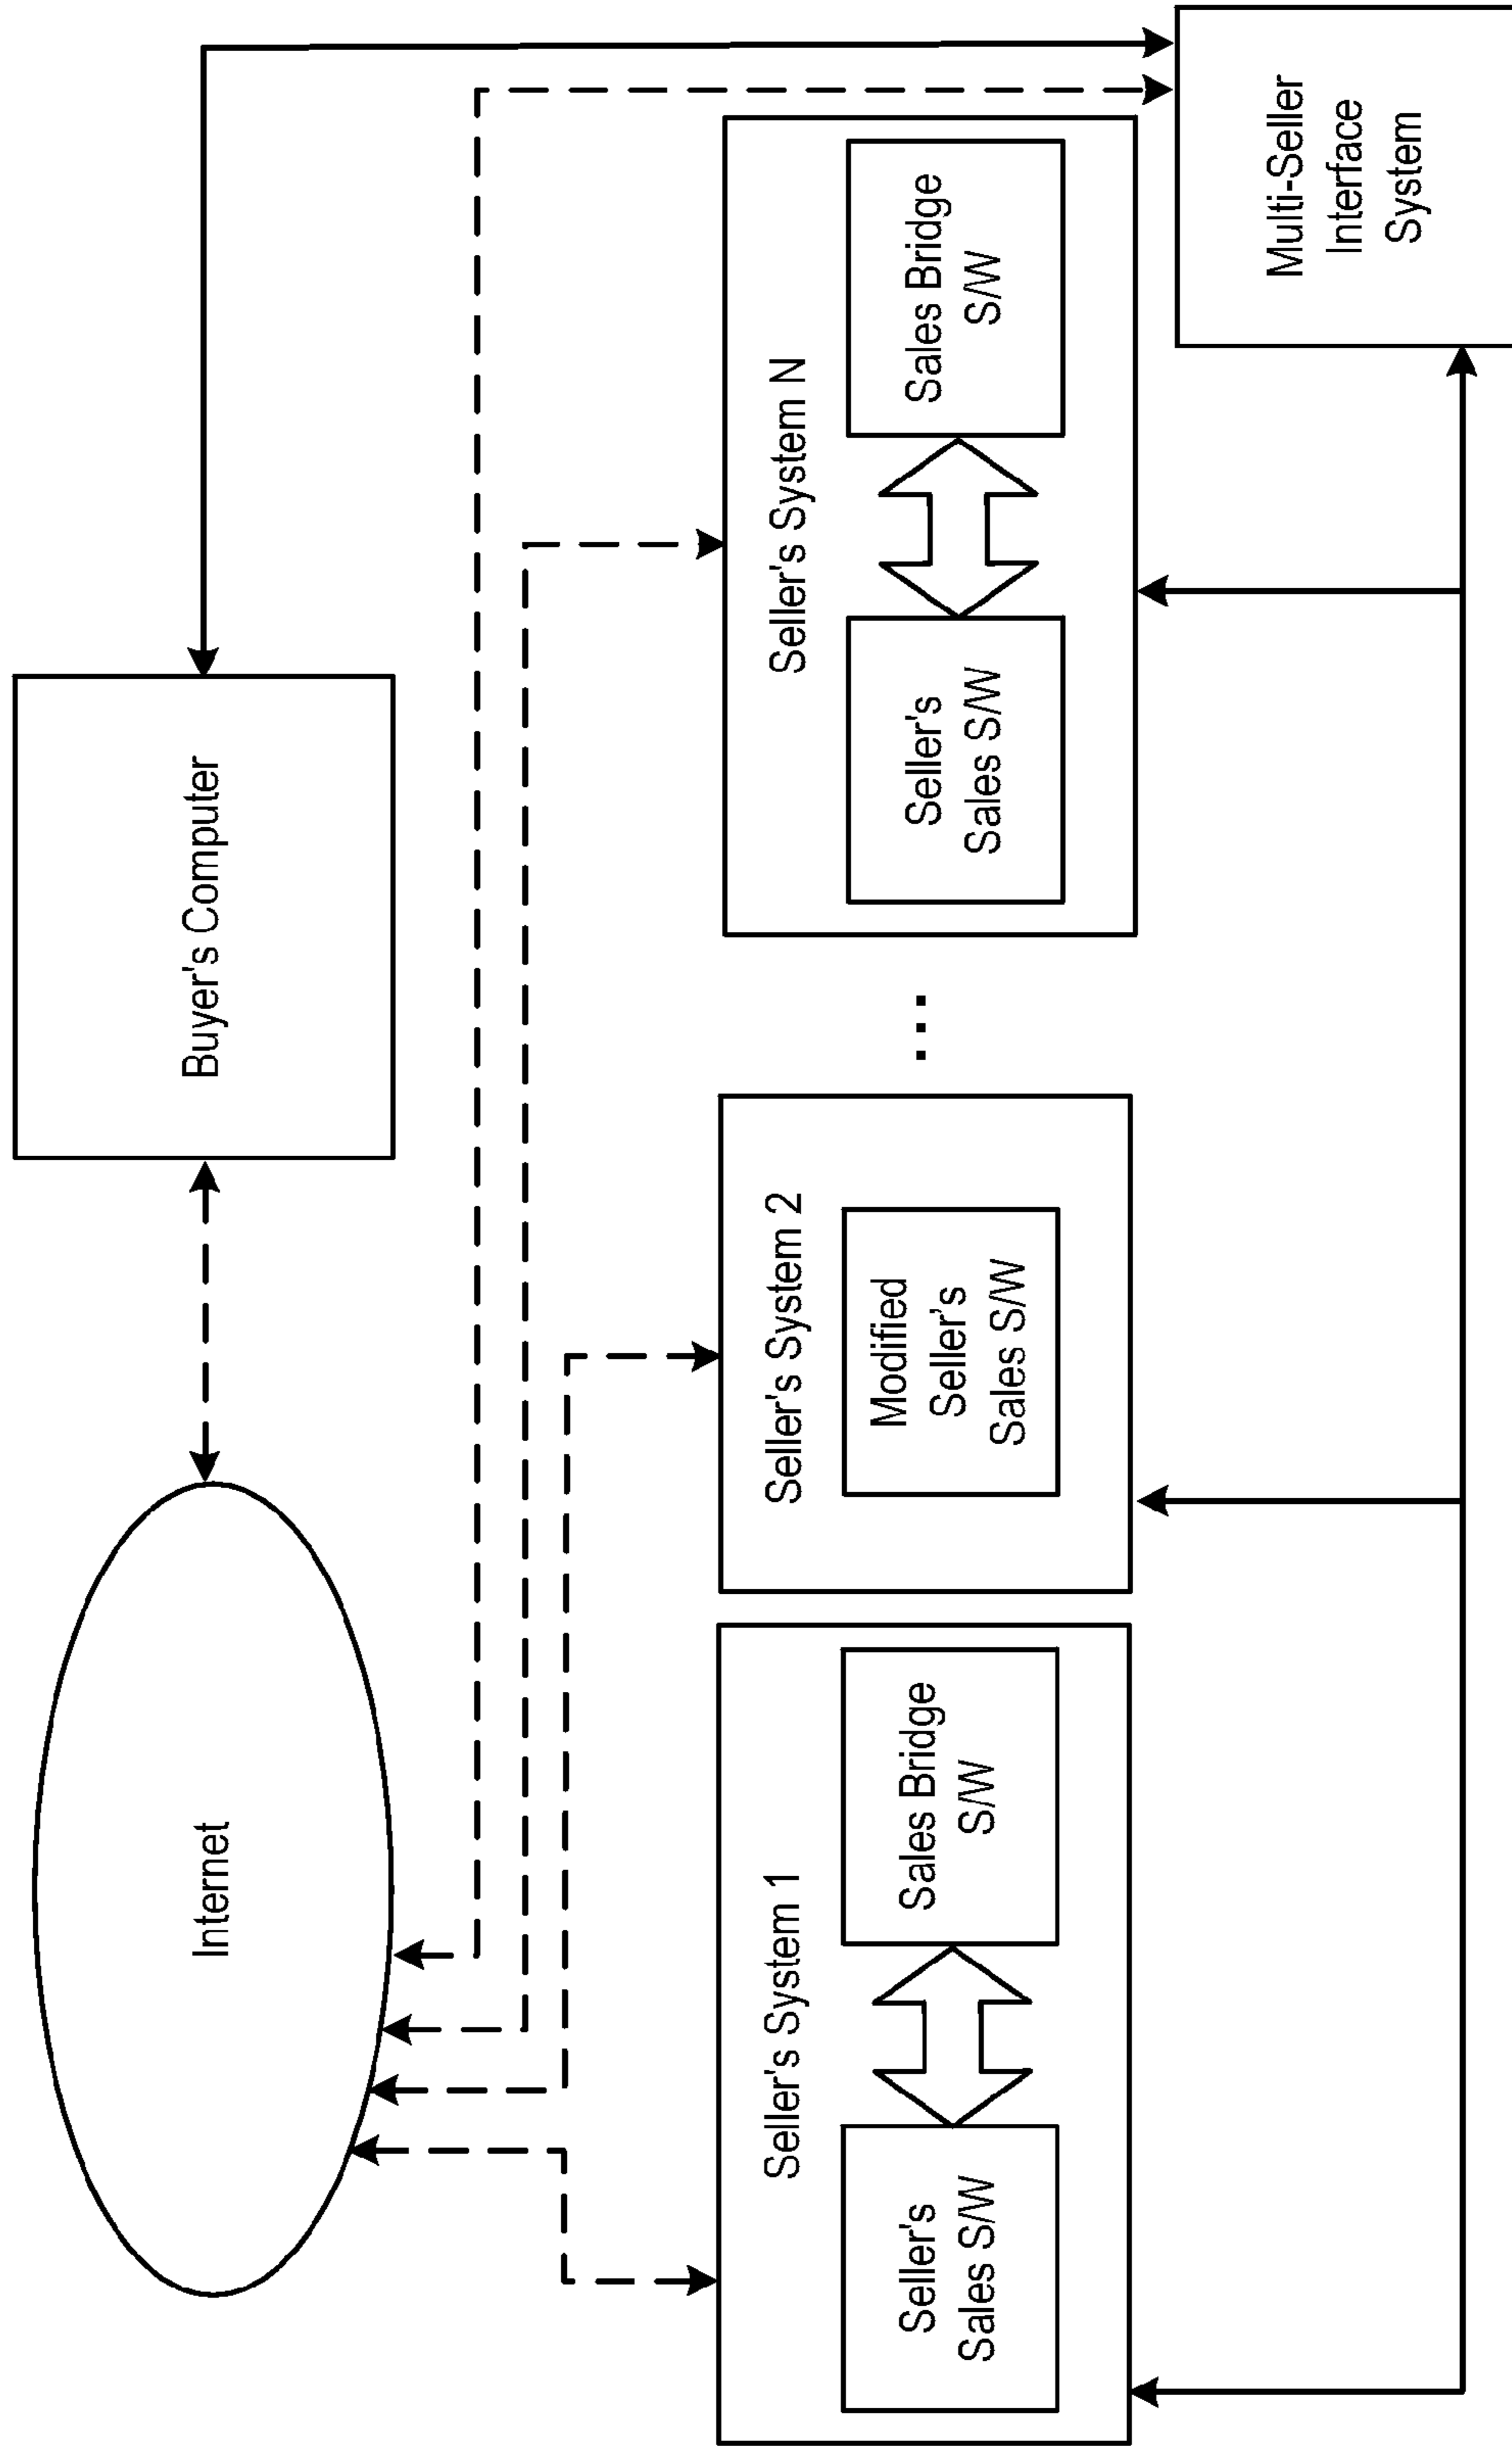 Internet
Buyer's Computer
Seller's System 1
Seller's
Sales S/W
Sales Bridge
S/W
Seller's System 2
Modified
Seller's
Sales S/W
...
Seller's System N
Seller's
Sales S/W
Sales Bridge
S/W
Multi-Seller
Interface
System